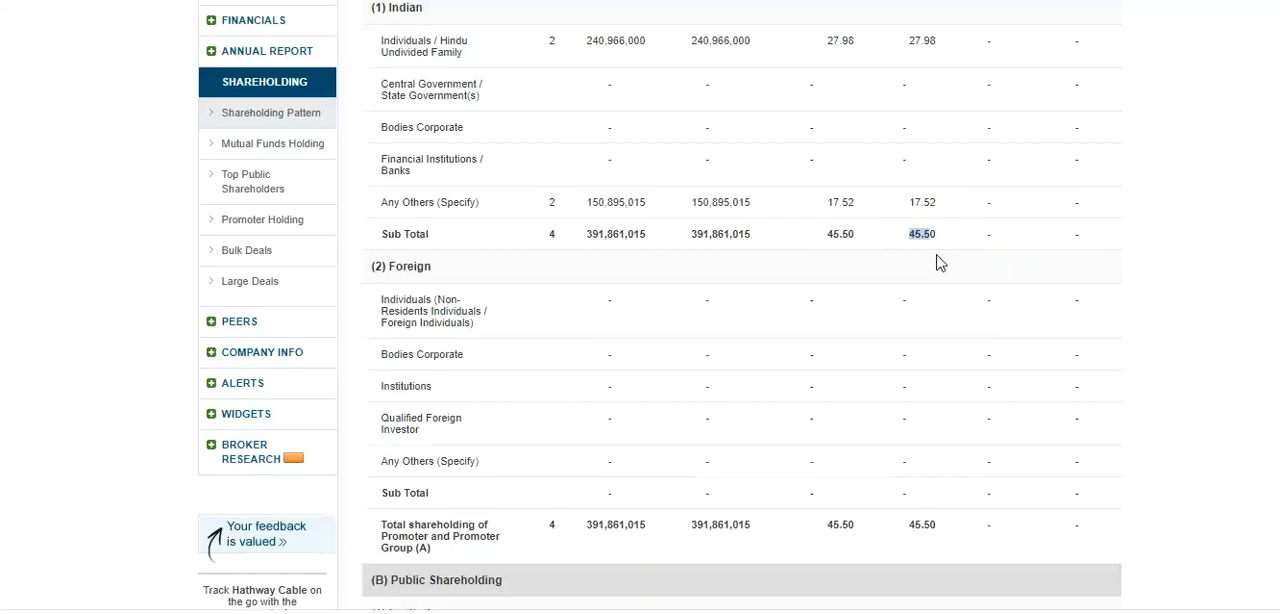 FINANCIALS
ANNUAL REPORT
SHAREHOLDING
Shareholding Pattern
Mutual Funds Holding
Top Public
Shareholders
Promoter Holding
Bulk Deals
Large Deals
PEERS
COMPANY INFO
ALERTS
WIDGETS
BROKER
RESEARCH
Your feedback
is valued »
Track Hathway Cable on
the go with the
(1) Indian
Individuals / Hindu
Undivided Family 2 240,966,000 240,966,000 27.98 27.98 - -
Central Government /
State Government(s) - - - - - -
Bodies Corporate - - - - - -
Financial Institutions /
Banks - - - - - -
Any Others (Specify) 2 150,895,015 150,895,015 17.52 17.52 - -
Sub Total 4 391,861,015 391,861,015 45.50 45.50 - -
(2) Foreign
Individuals (Non-
Residents Individuals /
Foreign Individuals) - - - - - -
Bodies Corporate - - - - - -
Institutions - - - - - -
Qualified Foreign
Investor - - - - - -
Any Others (Specify) - - - - - -
Sub Total - - - - - -
Total shareholding of
Promoter and Promoter
Group (A) 4 391,861,015 391,861,015 45.50 45.50 - -
(B) Public Shareholding